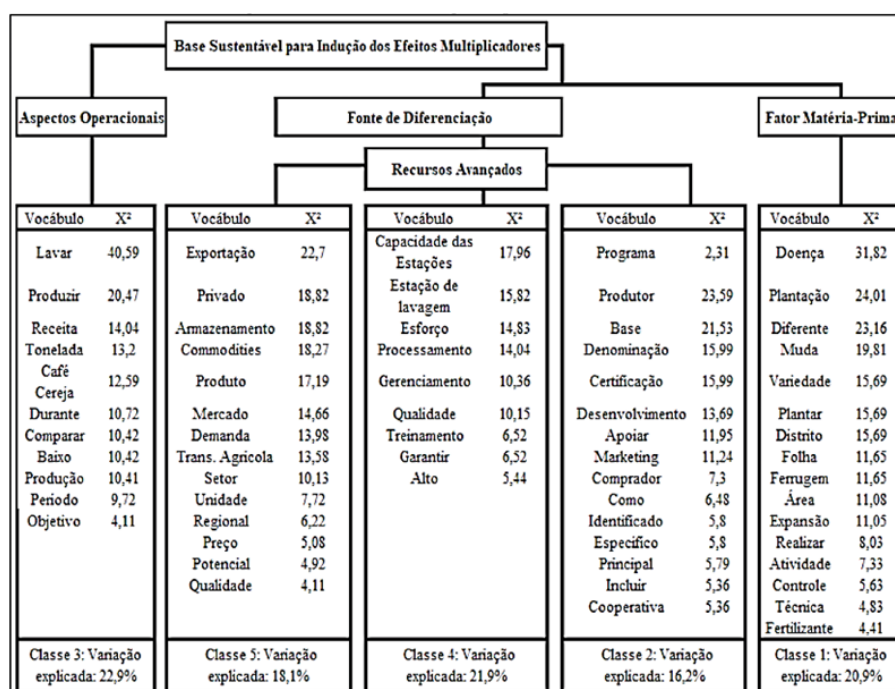 Base Sustentável para Indução dos Efeitos Multiplicadores
Aspectos Operacionais
Fonte de Diferenciação
Fator Matéria-Prima
Recursos Avançados
Vocábulo X²
Lavar 40,59
Produzir 20,47
Receita 14,04
Tonelada 13,2
Café
Cereja 12,59
Durante 10,72
Comparar 10,42
Baixo 10,42
Produção 10,41
Período 9,72
Objetivo 4,11
Classe 3: Variação
explicada: 22,9%
Vocábulo X²
Exportação 22,7
Privado 18,82
Armazenamento 18,82
Commodities 18,27
Produto 17,19
Mercado 14,66
Demanda 13,98
Trans. Agricola 13,58
Setor 10,13
Unidade 7,72
Regional 6,22
Preço 5,08
Potencial 4,92
Qualidade 4,11
Classe 5: Variação
explicada: 18,1%
Vocábulo X²
Capacidade das
Estações 17,96
Estação de
lavagem 15,82
Esforço 14,83
Processamento 14,04
Gerenciamento 10,36
Qualidade 10,15
Treinamento 6,52
Garantir 6,52
Alto 5,44
Classe 4: Variação
explicada: 21,9%
Vocábulo X²
Programa 2,31
Produtor 23,59
Base 21,53
Denominação 15,99
Certificação 15,99
Desenvolvimento 13,69
Apoiar 11,95
Marketing 11,24
Comprador 7,3
Como 6,48
Identificado 5,8
Especifico 5,8
Principal 5,79
Incluir 5,36
Cooperativa 5,36
Classe 2: Variação
explicada: 16,2%
Vocábulo X²
Doença 31,82
Plantação 24,01
Diferente 23,16
Muda 19,81
Variedade 15,69
Plantar 15,69
Distrito 15,69
Folha 11,65
Ferrugem 11,65
Área 11,08
Expansão 11,05
Realizar 8,03
Atividade 7,33
Controle 5,63
Técnica 4,83
Fertilizante 4,41
Classe 1: Variação
explicada: 20,9%